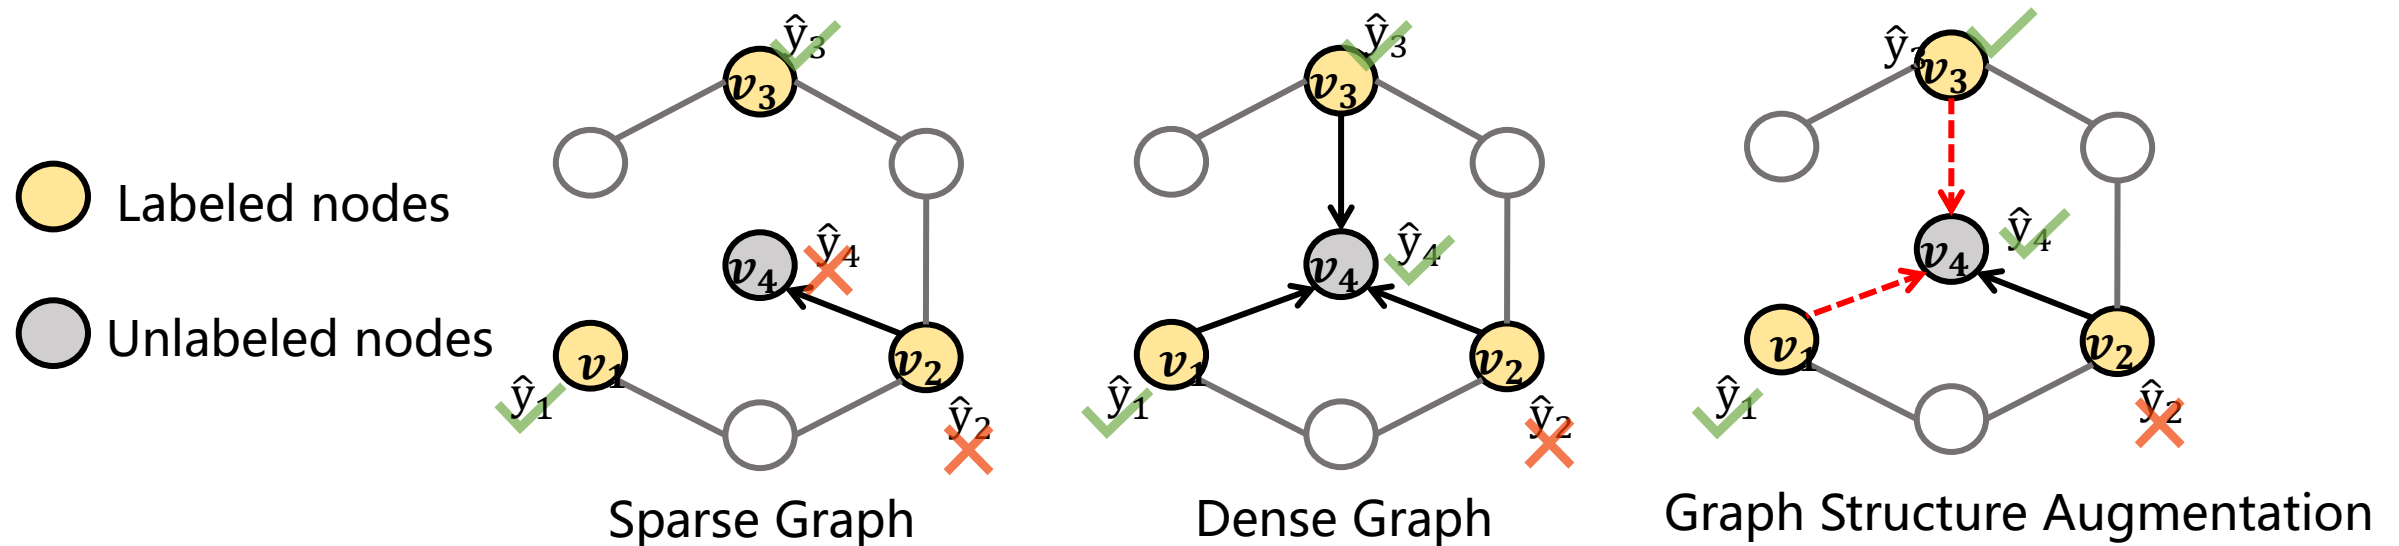 Labeled nodes
Unlabeled nodes
ŷ₃
v₃
ŷ₄
v₄
v₁
v₂
ŷ₁
ŷ₂
Sparse Graph
ŷ₃
v₃
ŷ₄
v₄
v₁
v₂
ŷ₁
ŷ₂
Dense Graph
ŷ₃
v₃
ŷ₄
v₄
v₁
v₂
ŷ₁
ŷ₂
Graph Structure Augmentation